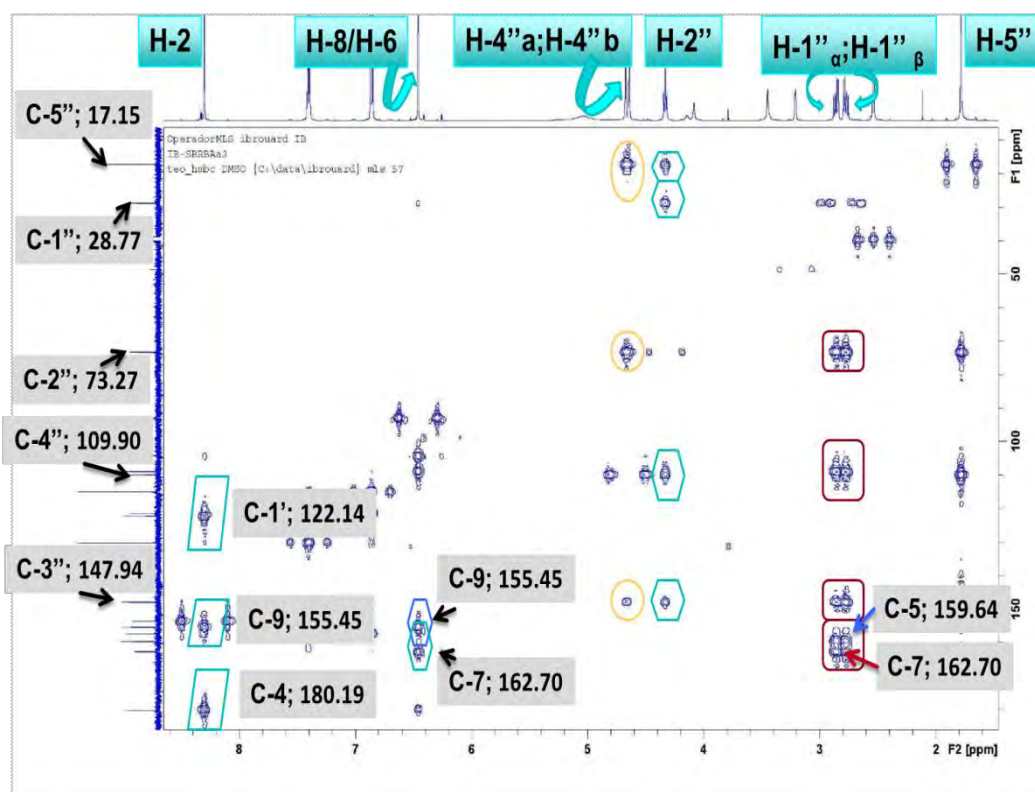 H-2
H-8/H-6
H-4’’a;H-4’’b
H-2’’
H-1’’α;H-1’’β
H-5’’
C-5’’; 17.15
OperadorMLS ibrouard IB
IB-SBRBAa3
teo_hmbc DMSO [C:\data\ibrouard] mls 57
F1 [ppm]
C-1’’; 28.77
50
C-2’’; 73.27
C-4’’; 109.90
100
C-1’; 122.14
C-3’’; 147.94
C-9; 155.45
150
C-9; 155.45
C-5; 159.64
C-7; 162.70
C-7; 162.70
C-4; 180.19
8 7 6 5 4 3 2 F2 [ppm]